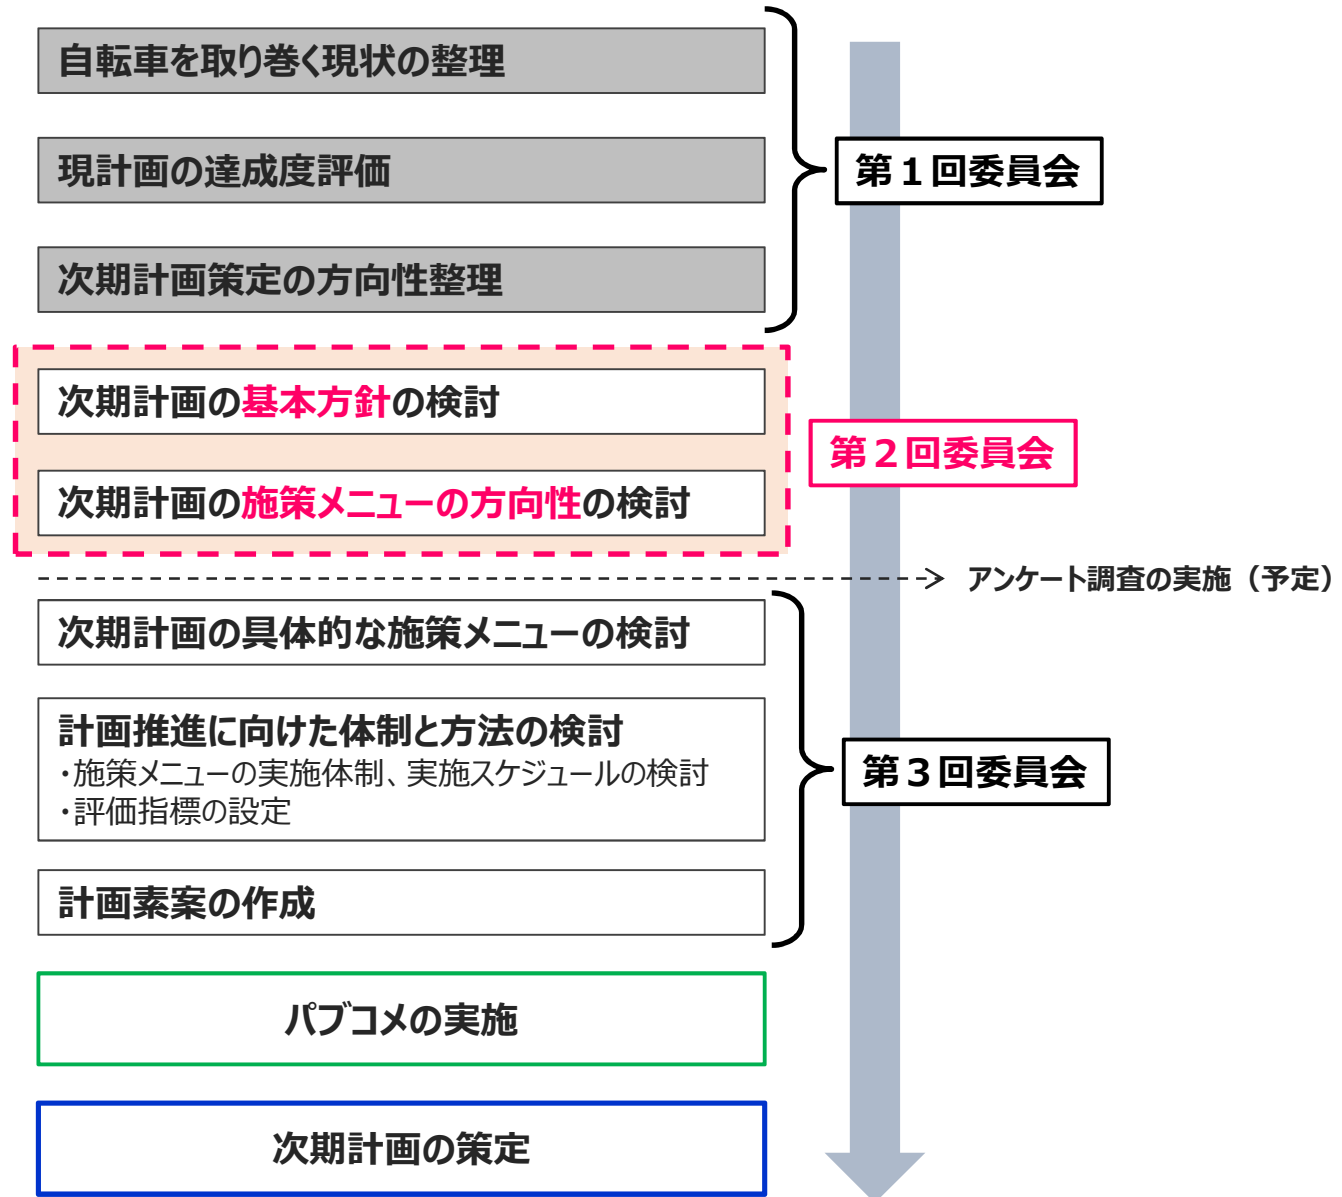 自転車を取り巻く現状の整理
現計画の達成度評価
第１回委員会
次期計画策定の方向性整理
次期計画の基本方針の検討
第２回委員会
次期計画の施策メニューの方向性の検討
アンケート調査の実施（予定）
次期計画の具体的な施策メニューの検討
計画推進に向けた体制と方法の検討
・施策メニューの実施体制、実施スケジュールの検討
・評価指標の設定
第３回委員会
計画素案の作成
パブコメの実施
次期計画の策定